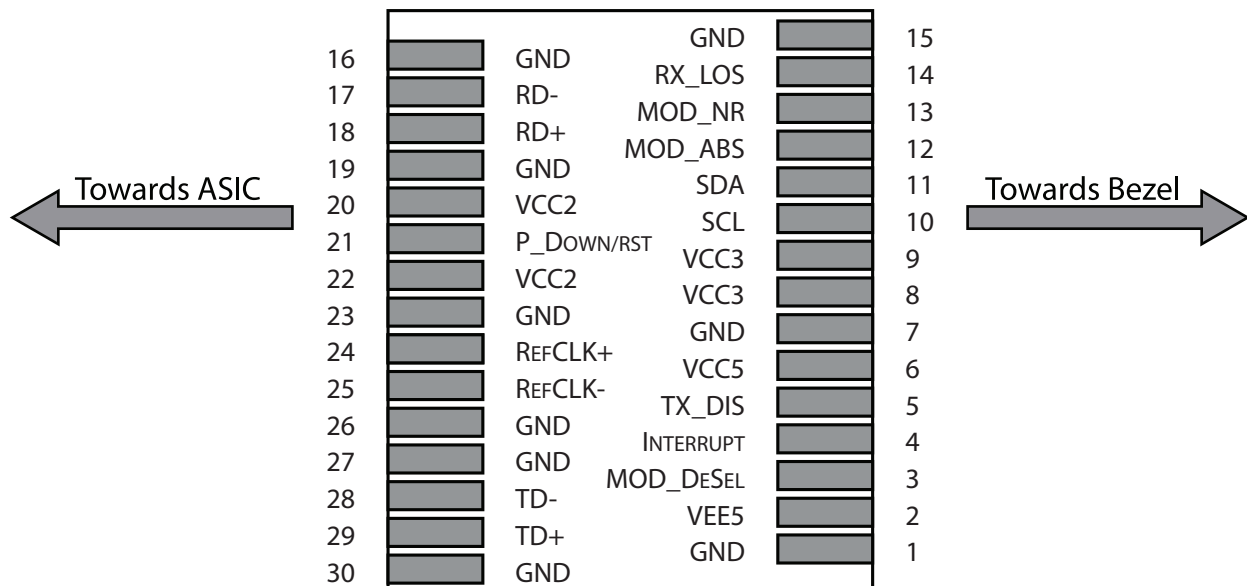 GND 15
16 GND
RX_LOS 14
17 RD-
MOD_NR 13
18 RD+
MOD_ABS 12
19 GND
SDA 11
Towards ASIC
Towards Bezel
20 VCC2
SCL 10
21 P_DOWN/RST
VCC3 9
22 VCC2
VCC3 8
23 GND
GND 7
24 REFCLK+
VCC5 6
25 REFCLK-
TX_DIS 5
26 GND
INTERRUPT 4
27 GND
MOD_DESEL 3
28 TD-
VEE5 2
29 TD+
GND 1
30 GND